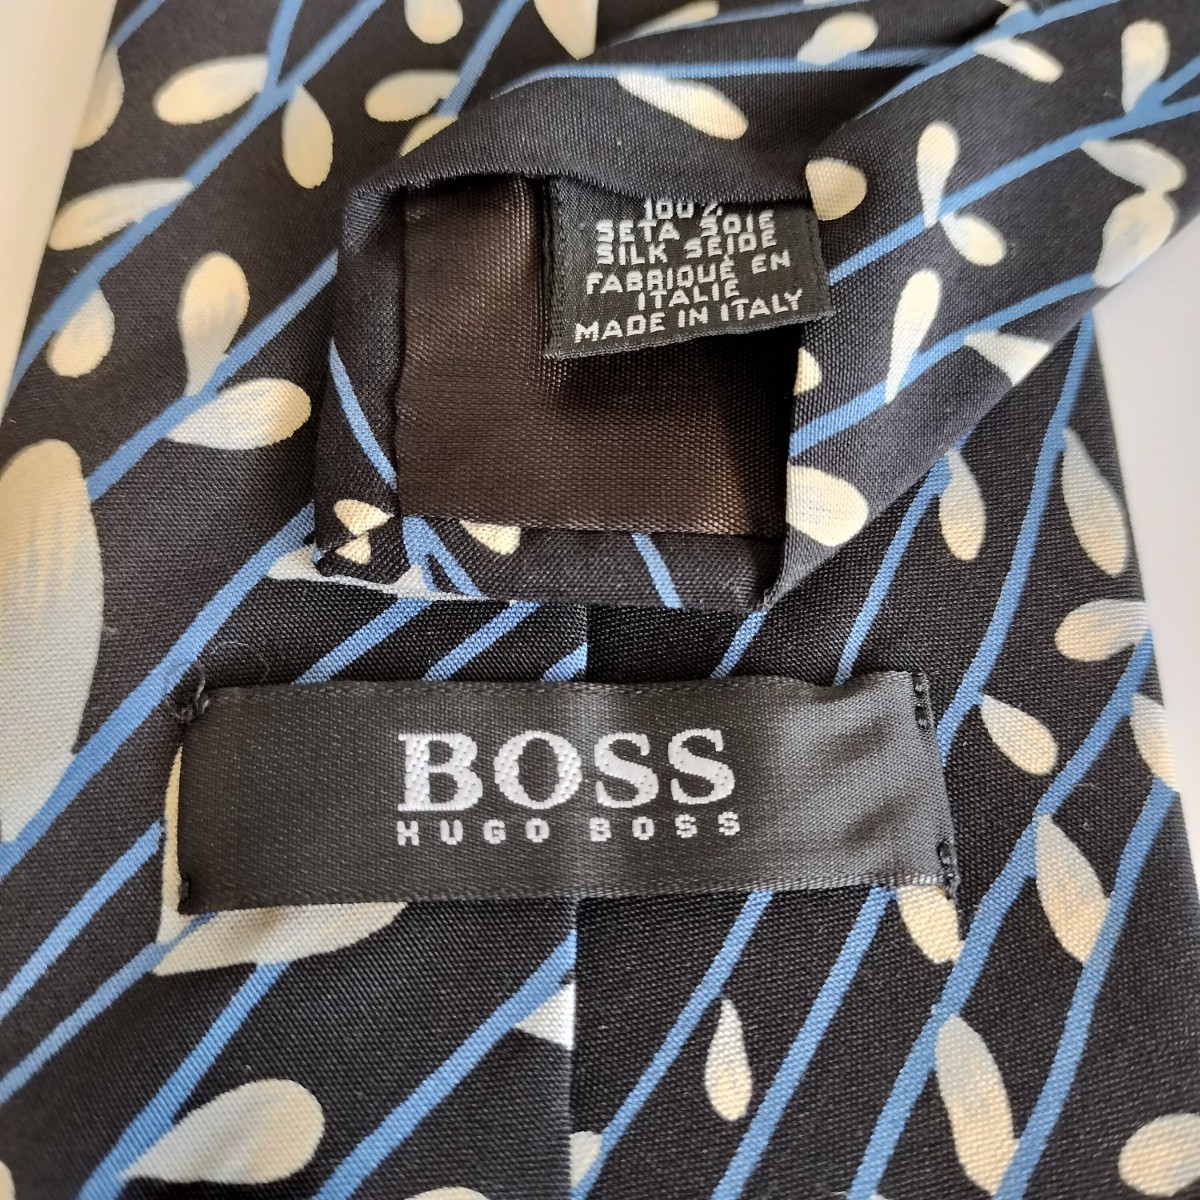 100%
SETA SOIE
SILK SEIDE
FABRIQUÉ EN
ITALIE
MADE IN ITALY
BOSS
HUGO BOSS